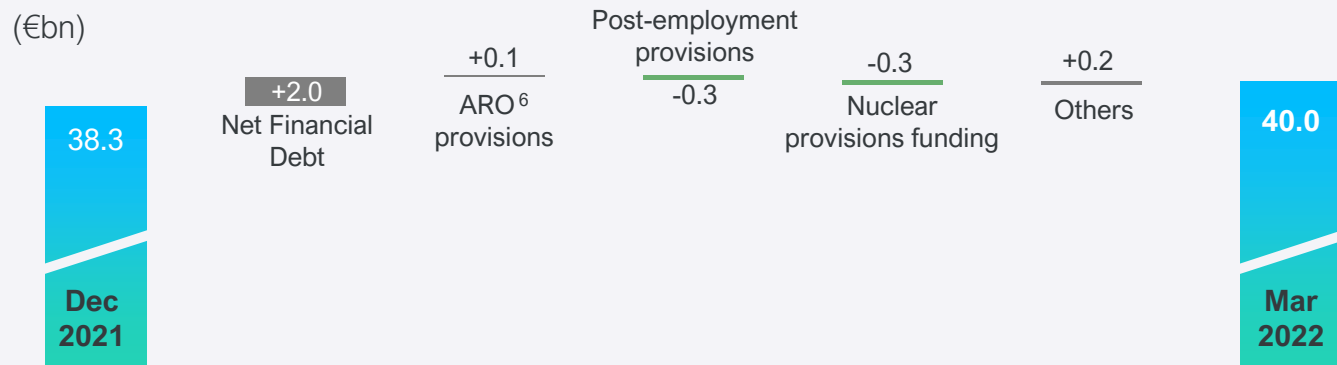 (€bn)
38.3
Dec
2021
+2.0
Net Financial
Debt
+0.1
ARO 6
provisions
Post-employment
provisions
-0.3
-0.3
Nuclear
provisions funding
+0.2
Others
40.0
Mar
2022